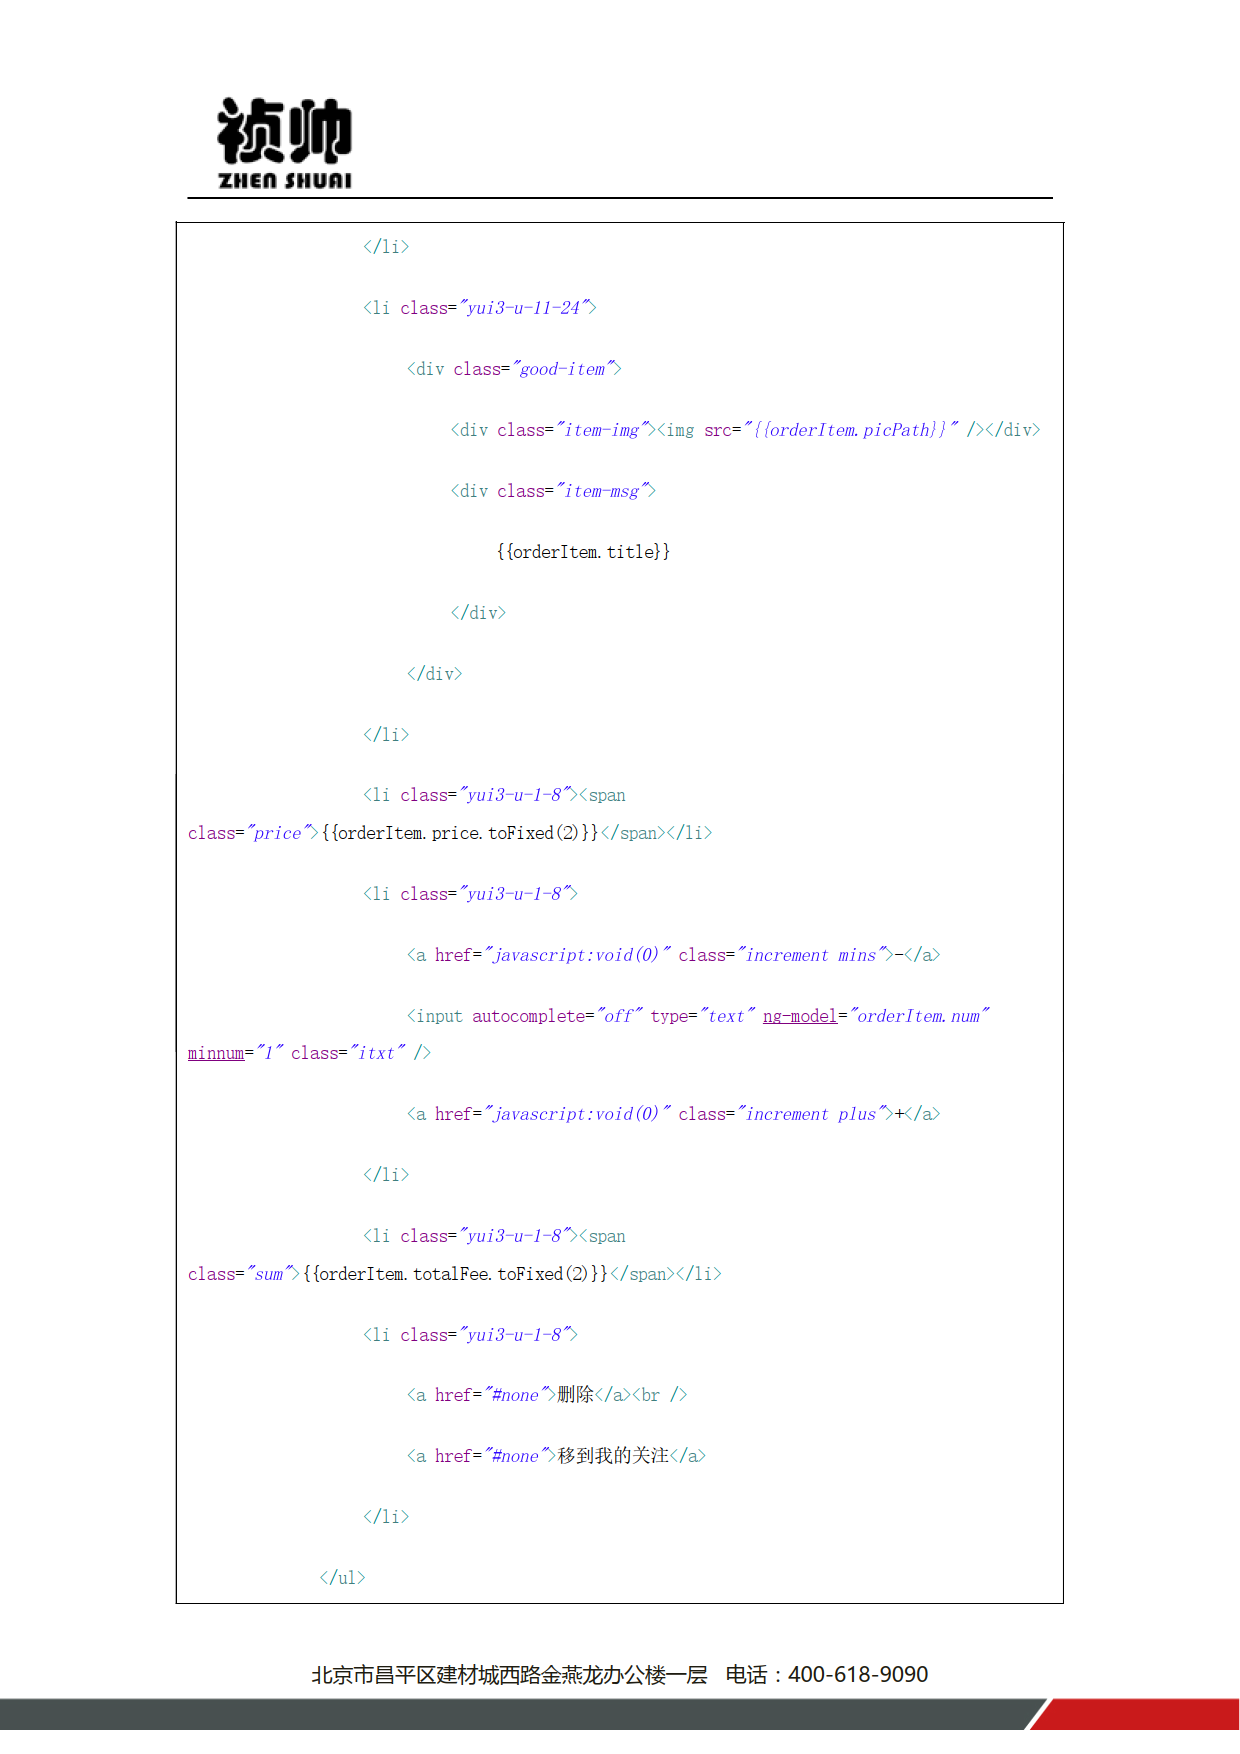 祯帅
ZHEN SHUAI
</li>
<li class="yui3-u-11-24">
<div class="good-item">
<div class="item-img"><img src="{{orderItem.picPath}}" /></div>
<div class="item-msg">
{{orderItem.title}}
</div>
</div>
</li>
<li class="yui3-u-1-8"><span
class="price">{{orderItem.price.toFixed(2)}}</span></li>
<li class="yui3-u-1-8">
<a href="javascript:void(0)" class="increment mins">-</a>
<input autocomplete="off" type="text" ng-model="orderItem.num"
minnum="1" class="itxt" />
<a href="javascript:void(0)" class="increment plus">+</a>
</li>
<li class="yui3-u-1-8"><span
class="sum">{{orderItem.totalFee.toFixed(2)}}</span></li>
<li class="yui3-u-1-8">
<a href="#none">删除</a><br />
<a href="#none">移到我的关注</a>
</li>
</ul>
北京市昌平区建材城西路金燕龙办公楼一层 电话：400-618-9090